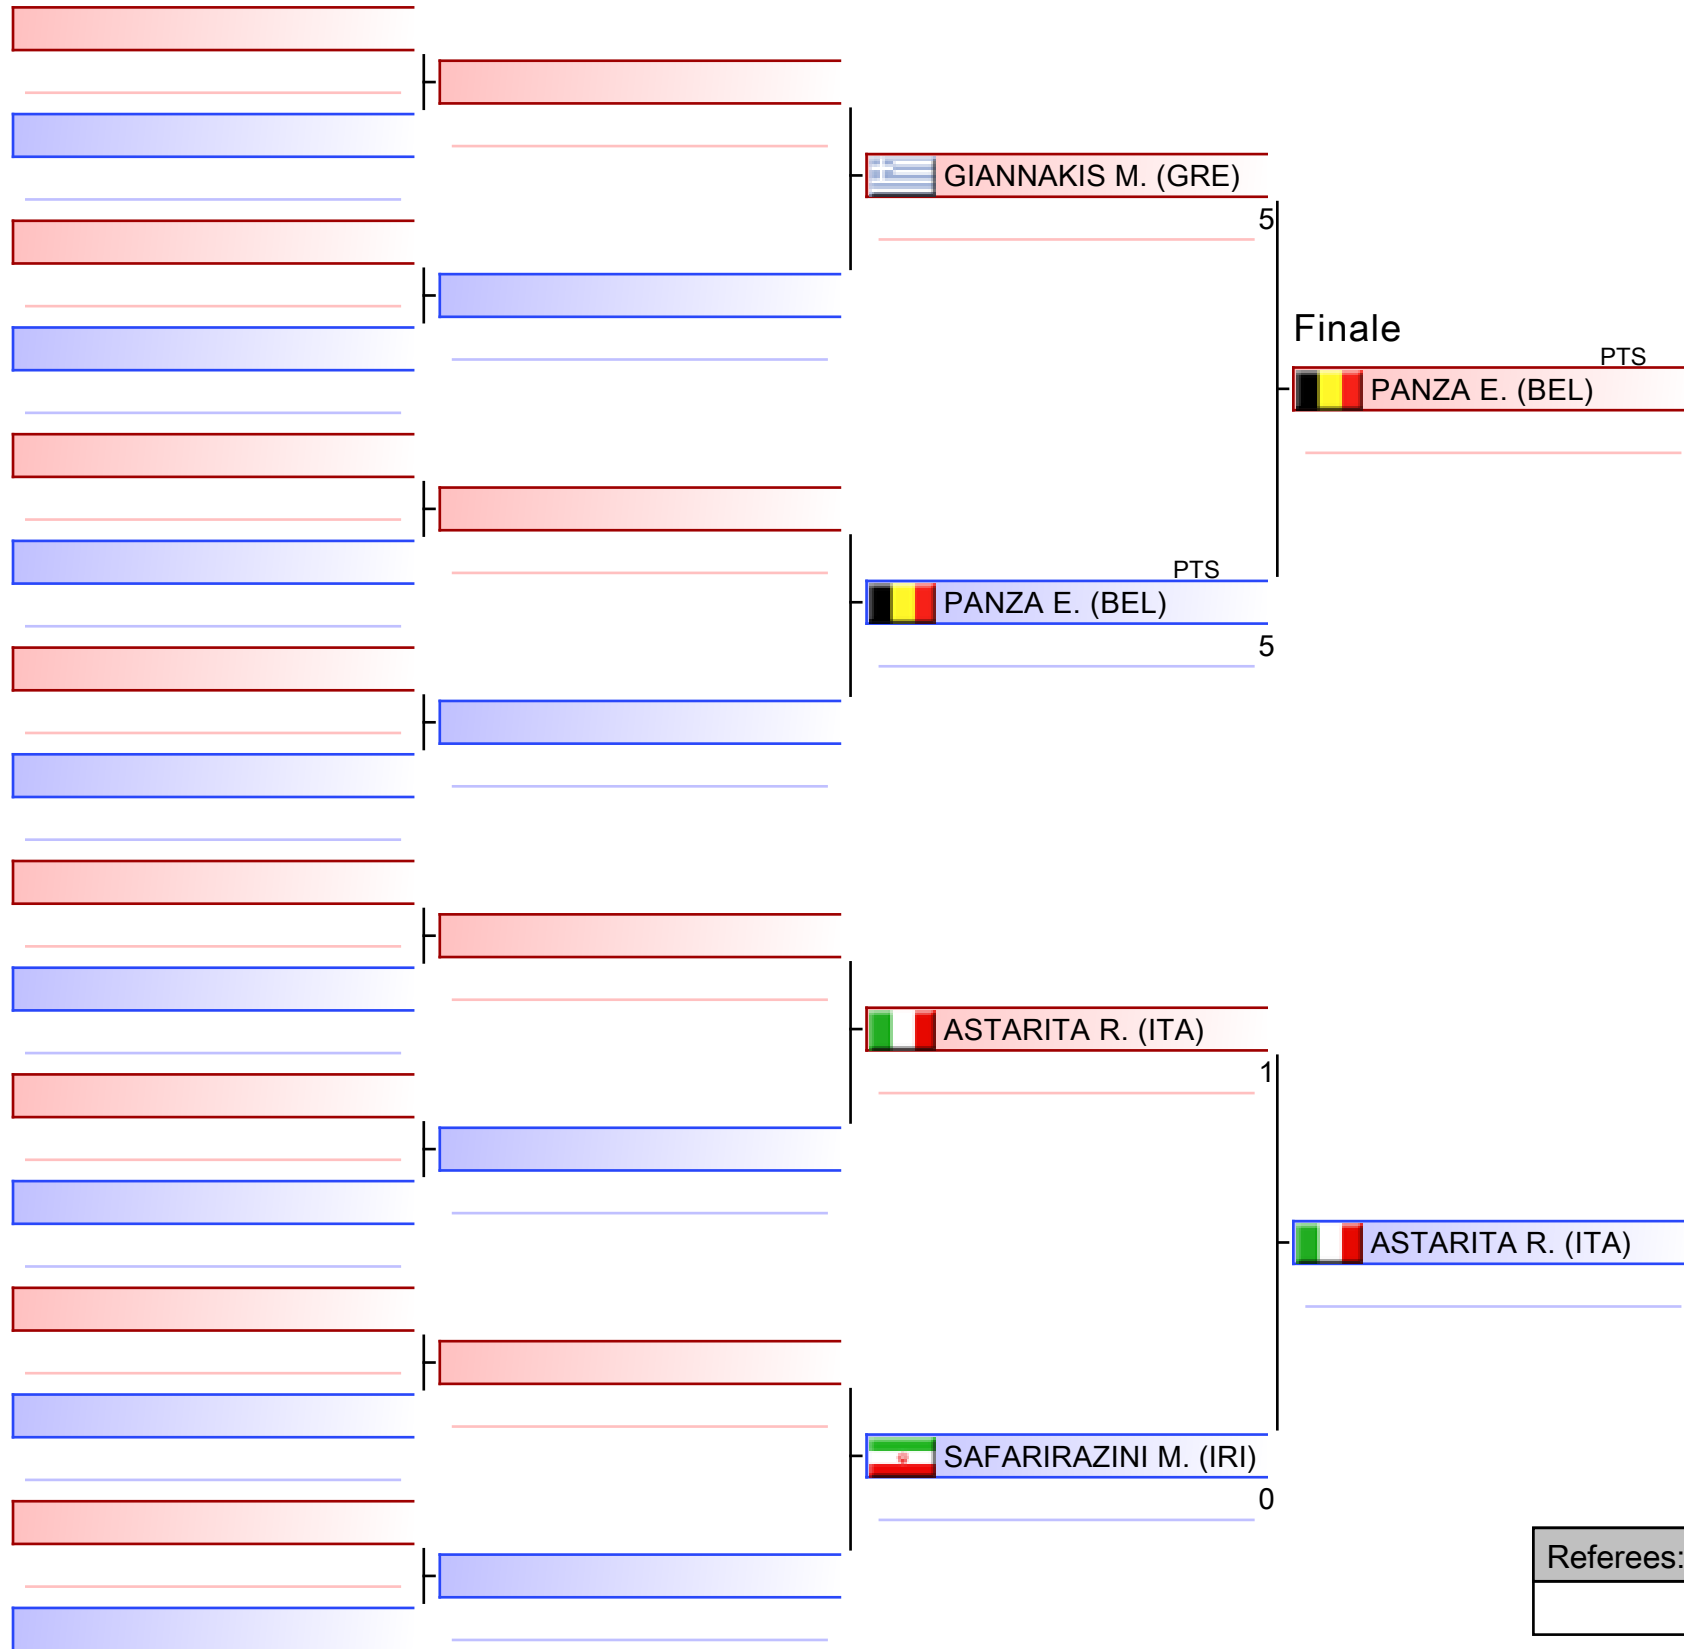 GIANNAKIS M. (GRE)
5
Finale
PTS
PANZA E. (BEL)
PTS
PANZA E. (BEL)
5
ASTARITA R. (ITA)
1
ASTARITA R. (ITA)
SAFARIRAZINI M. (IRI)
0
Referees: